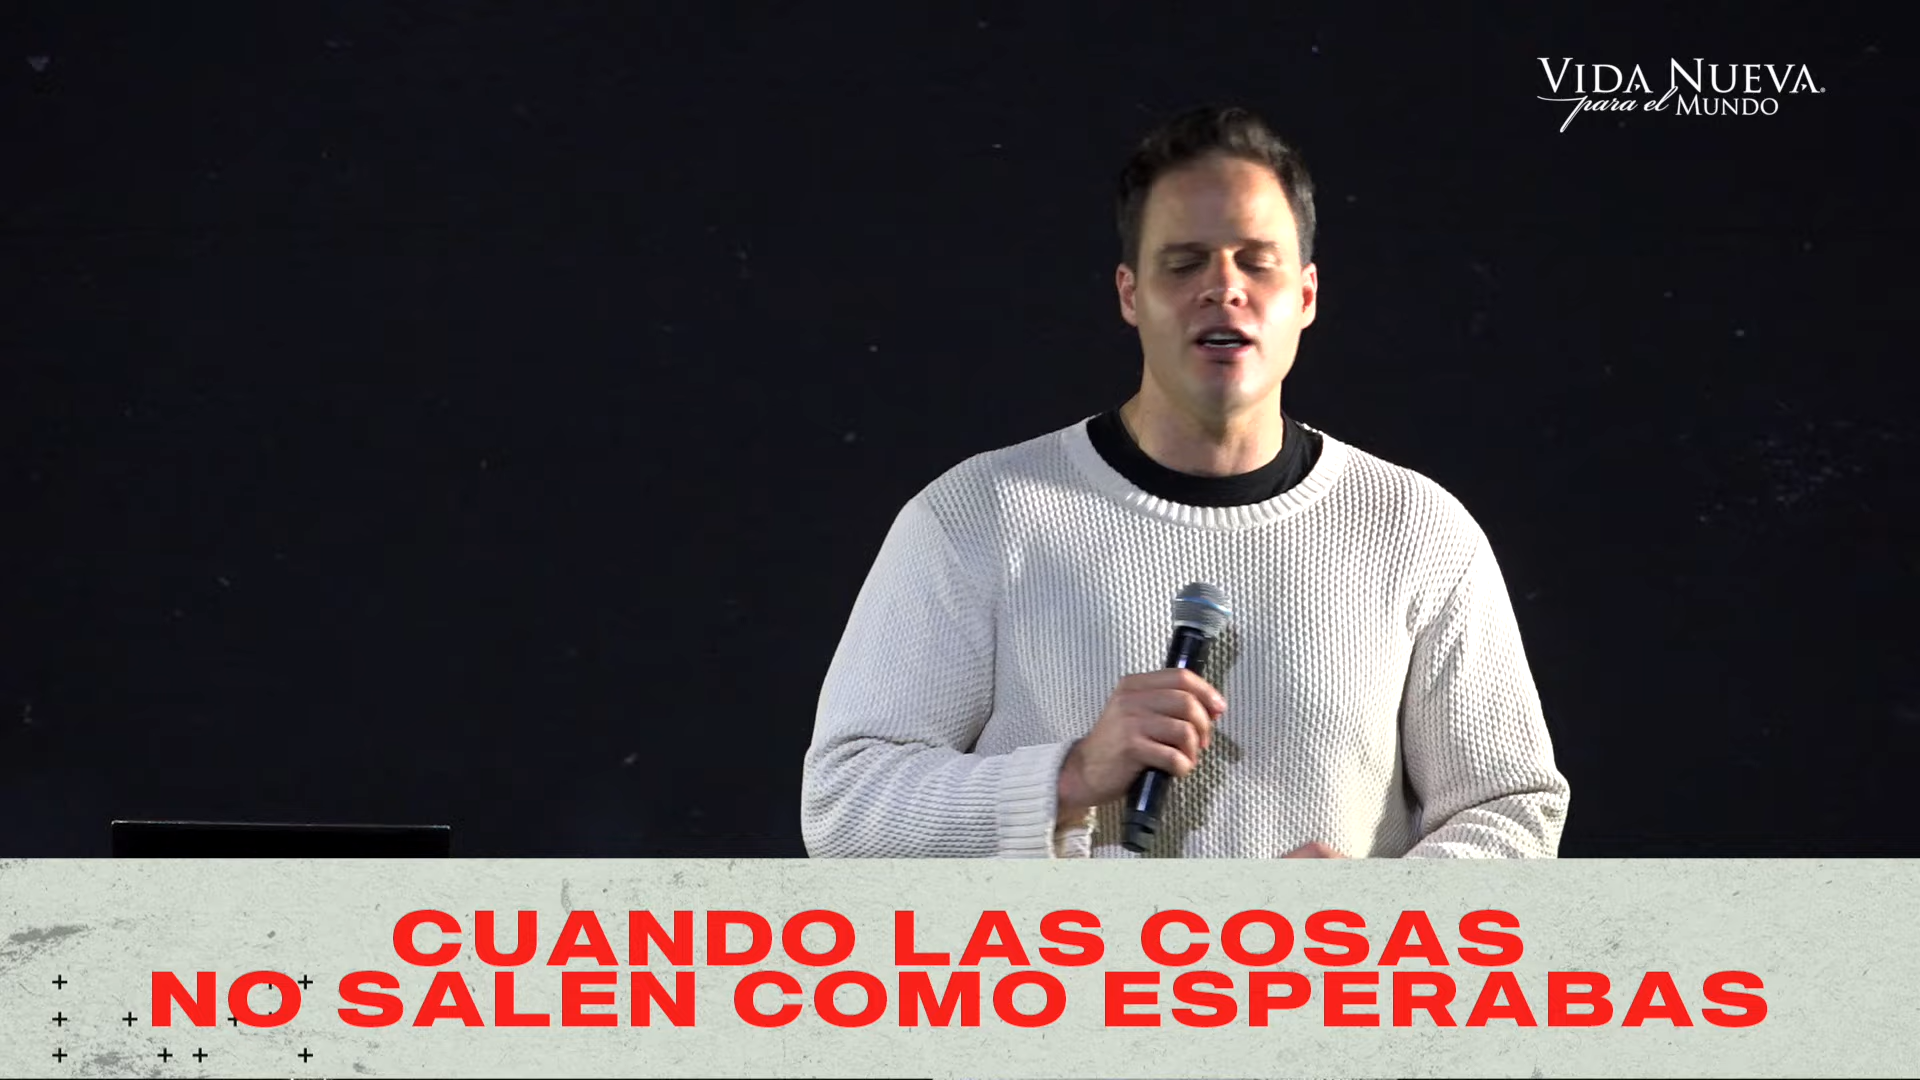 VIDA NUEVA®
para el MUNDO
CUANDO LAS COSAS
NO SALEN COMO ESPERABAS